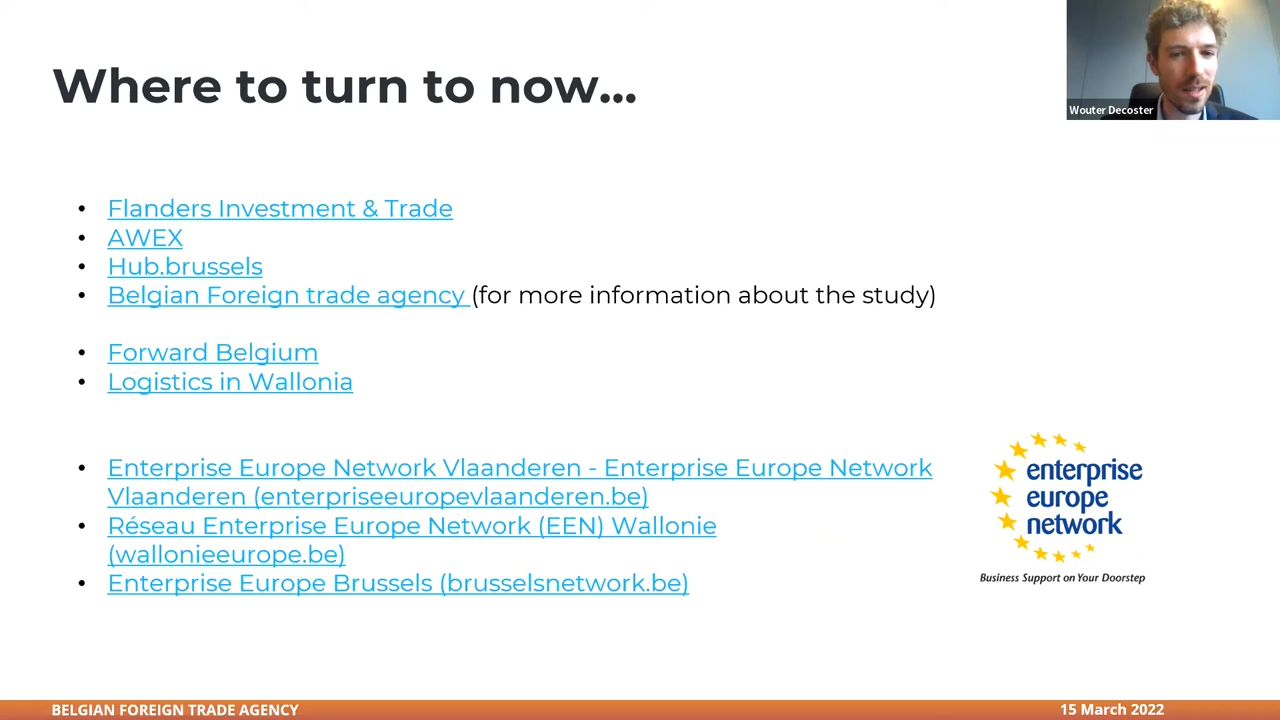 Where to turn to now...
Wouter Decoster
• Flanders Investment & Trade
• AWEX
• Hub.brussels
• Belgian Foreign trade agency (for more information about the study)
• Forward Belgium
• Logistics in Wallonia
• Enterprise Europe Network Vlaanderen - Enterprise Europe Network
Vlaanderen (enterpriseeuropevlaanderen.be)
• Réseau Enterprise Europe Network (EEN) Wallonie
(wallonieeurope.be)
• Enterprise Europe Brussels (brusselsnetwork.be)
enterprise
europe
network
Business Support on Your Doorstep
BELGIAN FOREIGN TRADE AGENCY
15 March 2022